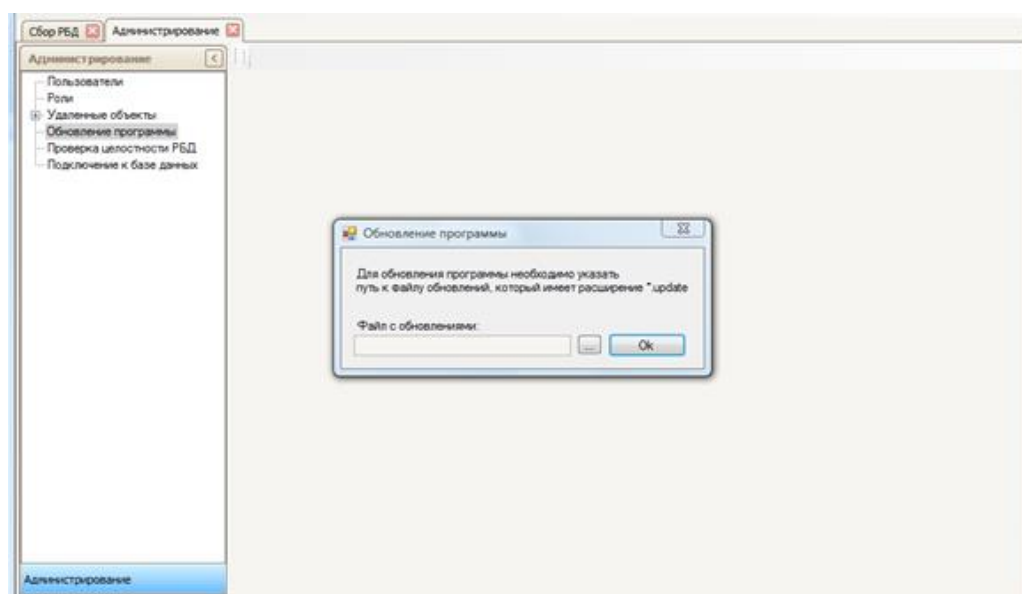 Сбор РБД Администрирование
Администрирование
Пользователи
Роли
Удаленные объекты
Обновление программы
Проверка целостности РБД
Подключение к базе данных
Обновление программы
Для обновления программы необходимо указать
путь к файлу обновлений, который имеет расширение *.update
Файл с обновлениями:
... Ok
Администрирование